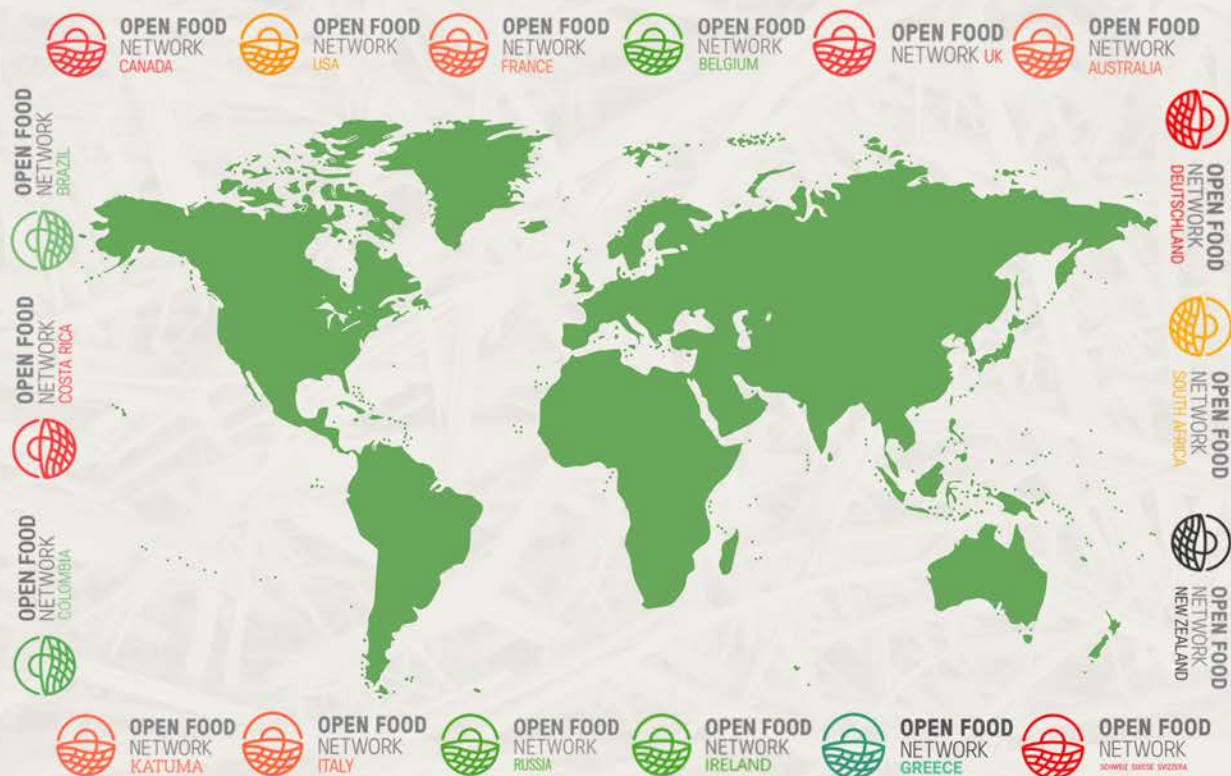 OPEN FOOD
NETWORK
CANADA
OPEN FOOD
NETWORK
USA
OPEN FOOD
NETWORK
FRANCE
OPEN FOOD
NETWORK
BELGIUM
OPEN FOOD
NETWORK UK
OPEN FOOD
NETWORK
AUSTRALIA
OPEN FOOD
NETWORK
BRAZIL
OPEN FOOD
NETWORK
DEUTSCHLAND
OPEN FOOD
NETWORK
COSTA RICA
OPEN FOOD
NETWORK
SOUTH AFRICA
OPEN FOOD
NETWORK
COLOMBIA
OPEN FOOD
NETWORK
NEW ZEALAND
OPEN FOOD
NETWORK
KATUMA
OPEN FOOD
NETWORK
ITALY
OPEN FOOD
NETWORK
RUSSIA
OPEN FOOD
NETWORK
IRELAND
OPEN FOOD
NETWORK
GREECE
OPEN FOOD
NETWORK
SCHWEIZ SUISSE SVIZZERA